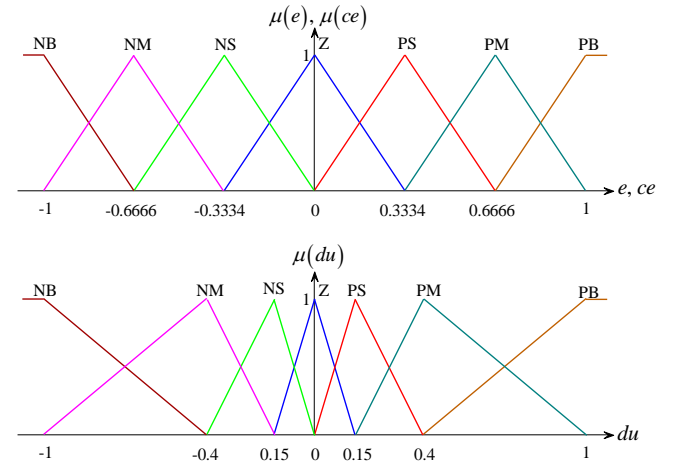 μ(e), μ(ce)
NB NM NS Z PS PM PB
1
e, ce
-1 -0.6666 -0.3334 0 0.3334 0.6666 1
μ(du)
NB NM NS Z PS PM PB
1
du
-1 -0.4 0.15 0 0.15 0.4 1